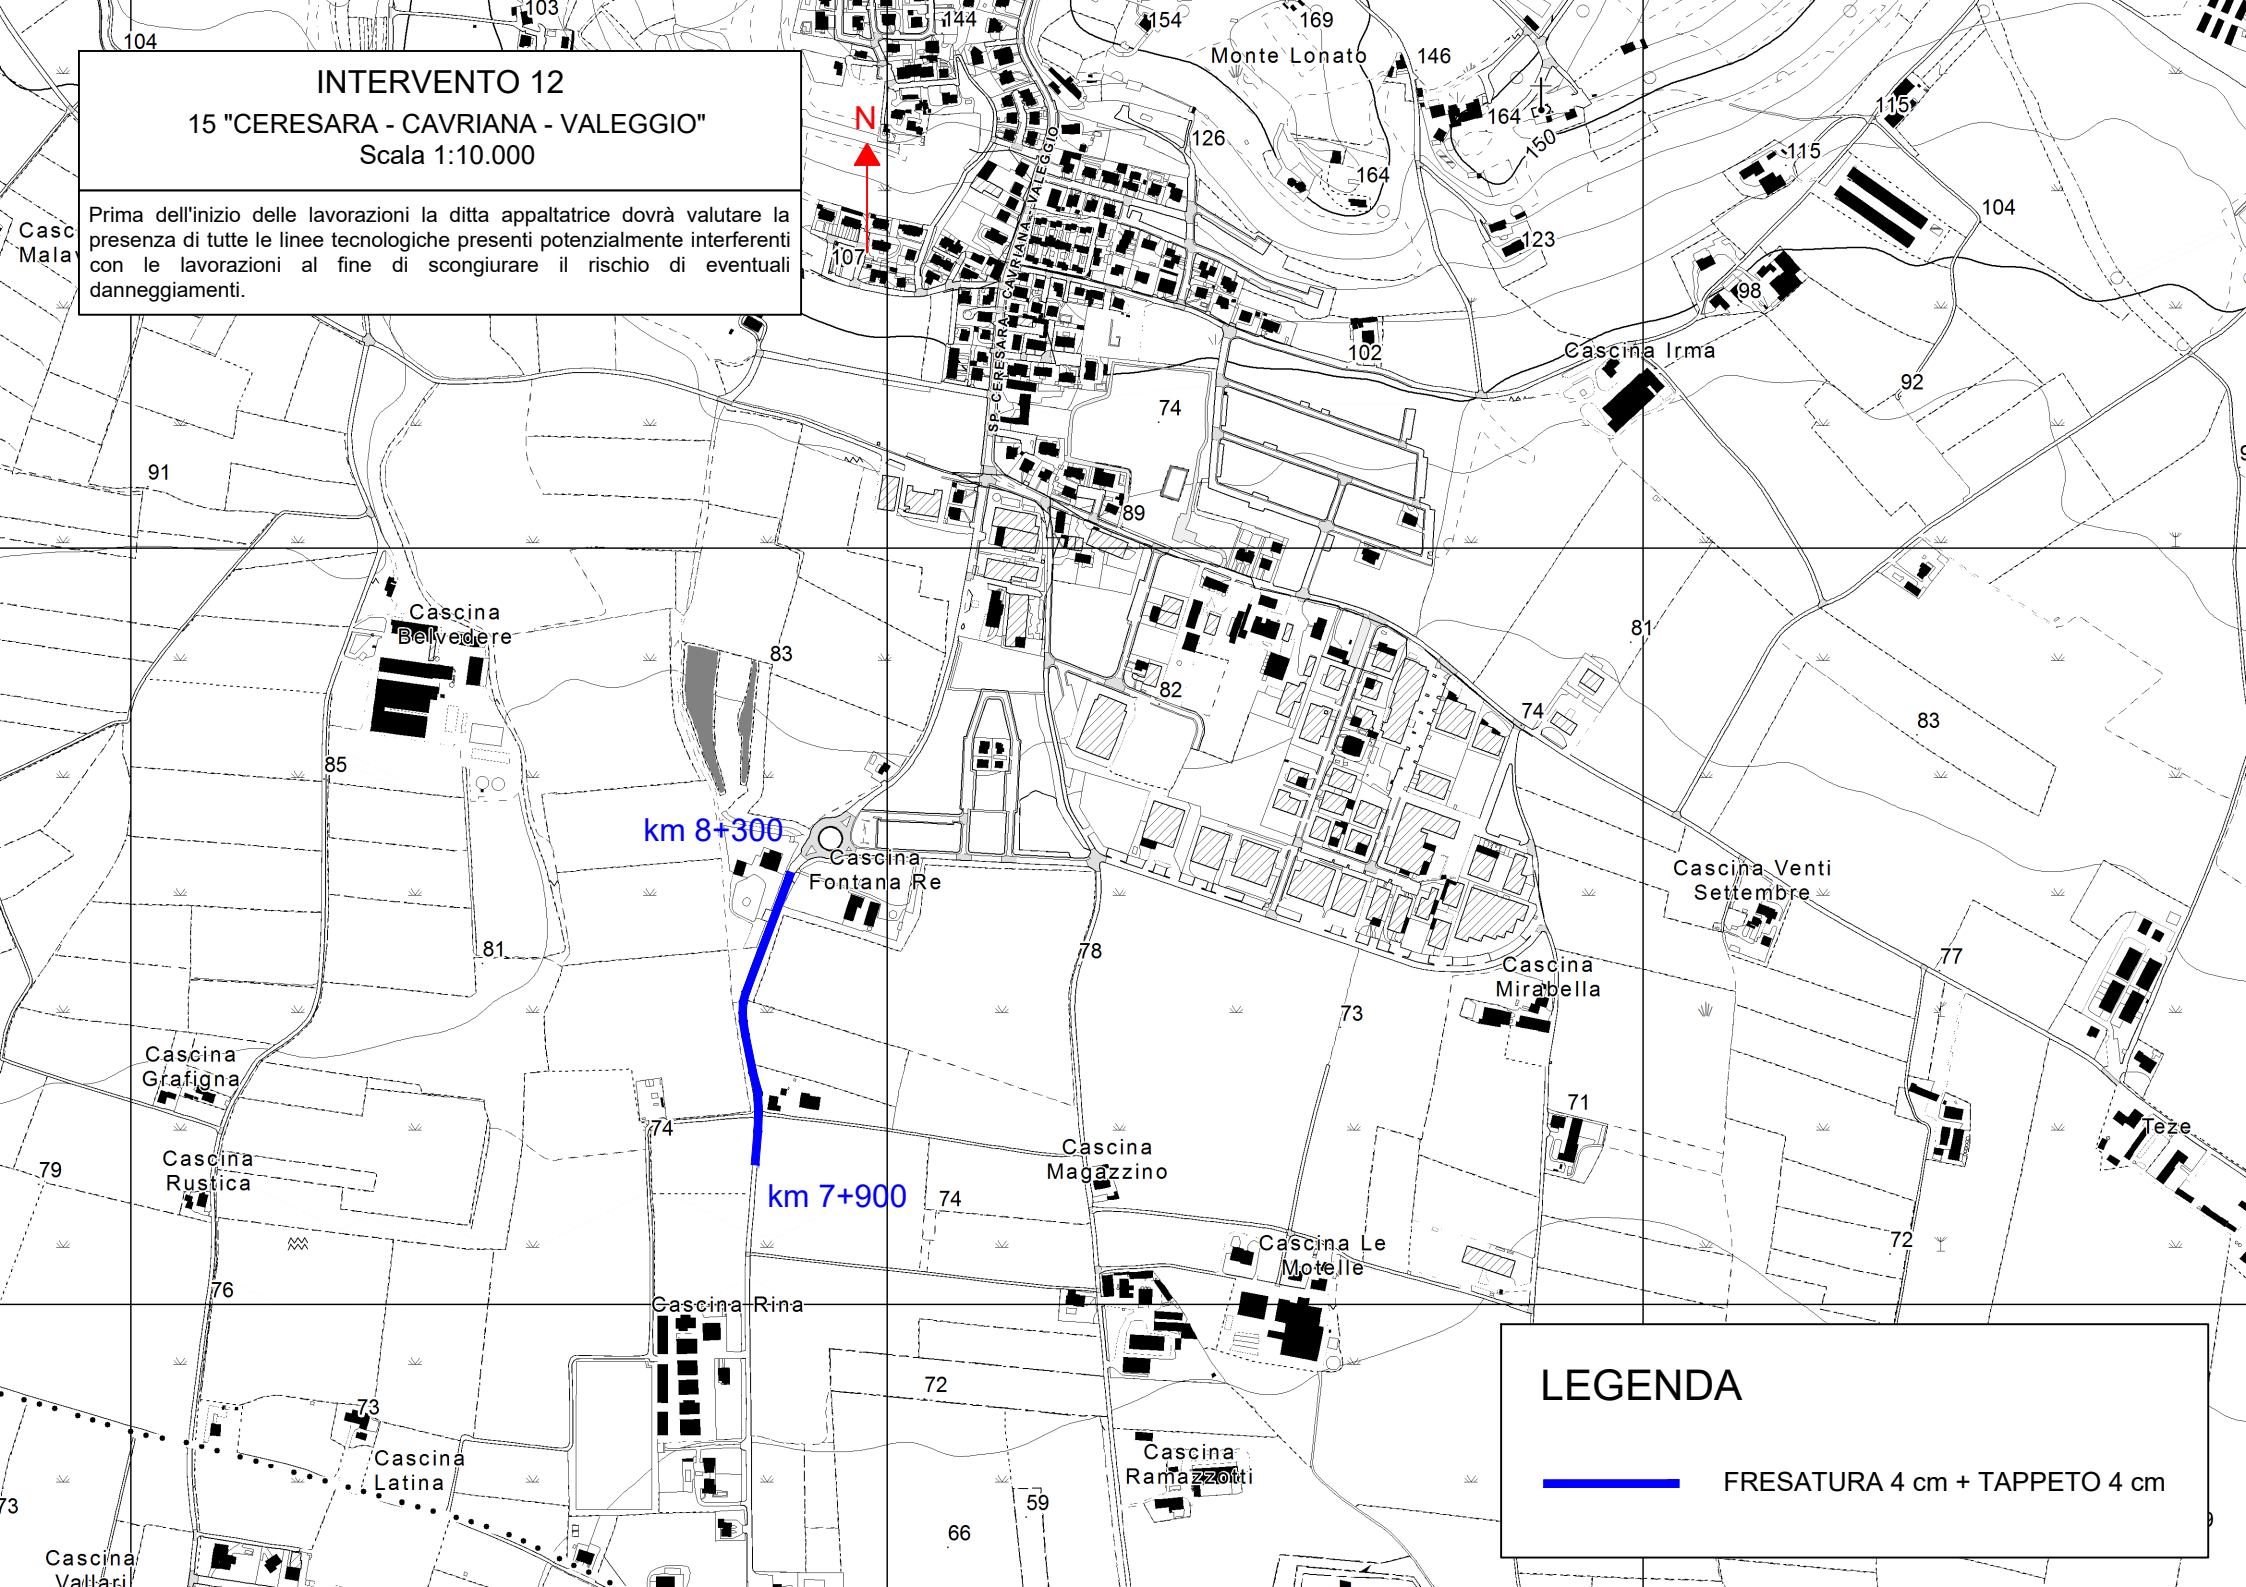 103
144
154
169
104
Monte Lonato
146
INTERVENTO 12
15 "CERESARA - CAVRIANA - VALEGGIO"
Scala 1:10.000
Prima dell'inizio delle lavorazioni la ditta appaltatrice dovrà valutare la
presenza di tutte le linee tecnologiche presenti potenzialmente interferenti
con le lavorazioni al fine di scongiurare il rischio di eventuali
danneggiamenti.
N
164
115
126
150
115
164
104
Casc
Malav
107
123
SP. CERESARA - CAVRIANA - VALEGGIO
98
102
Cascina Irma
92
74
91
89
Cascina
Belvedere
81
83
82
74
83
85
km 8+300
Cascina
Fontana Re
Cascina Venti
Settembre
81
78
77
Cascina
Mirabella
73
Cascina
Grafigna
71
74
Teze
Cascina
Magazzino
Cascina
Rustica
79
km 7+900
74
72
Cascina Le
Motelle
76
Cascina Rina
LEGENDA
72
73
Cascina
Latina
Cascina
Ramazzotti
FRESATURA 4 cm + TAPPETO 4 cm
73
59
66
Cascina
Vallari